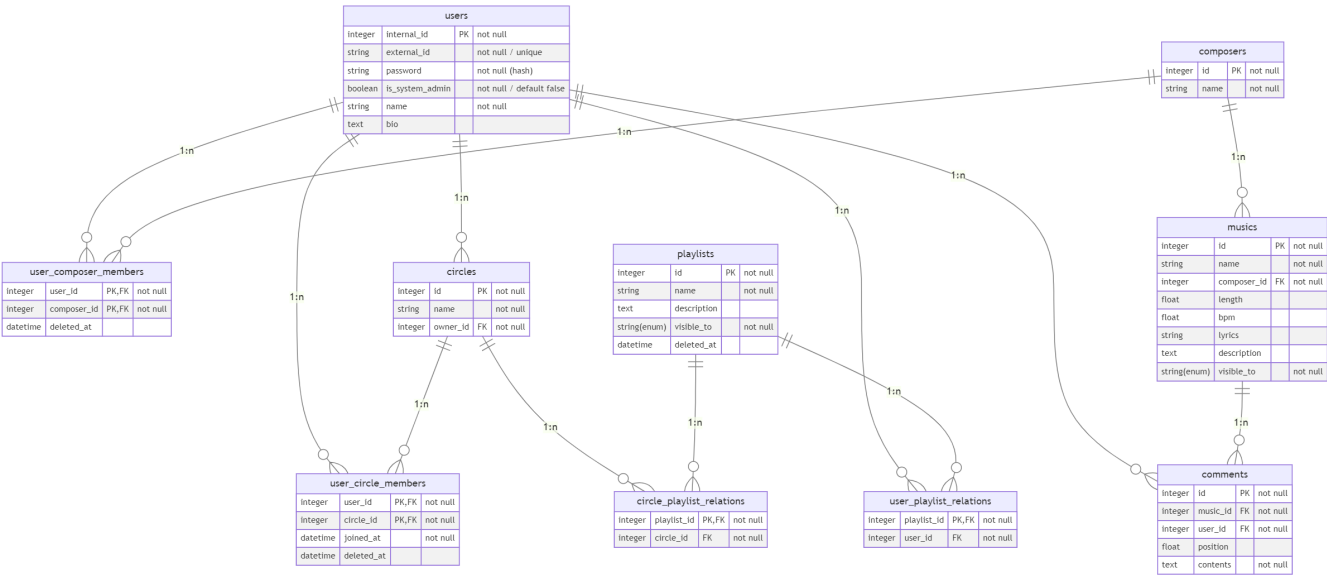 users
integer internal_id PK not null
string external_id not null / unique
string password not null (hash)
boolean is_system_admin not null / default false
string name not null
text bio
composers
integer id PK not null
string name not null
1:n
1:n
1:n
1:n
1:n
1:n
1:n
musics
integer id PK not null
string name not null
integer composer_id FK not null
float length
float bpm
string lyrics
text description
string(enum) visible_to not null
user_composer_members
integer user_id PK,FK not null
integer composer_id PK,FK not null
datetime deleted_at
circles
integer id PK not null
string name not null
integer owner_id FK not null
playlists
integer id PK not null
string name not null
text description
string(enum) visible_to not null
datetime deleted_at
1:n
1:n
1:n
1:n
1:n
user_circle_members
integer user_id PK,FK not null
integer circle_id PK,FK not null
datetime joined_at not null
datetime deleted_at
circle_playlist_relations
integer playlist_id PK,FK not null
integer circle_id FK not null
user_playlist_relations
integer playlist_id PK,FK not null
integer user_id FK not null
comments
integer id PK not null
integer music_id FK not null
integer user_id FK not null
float position
text contents not null